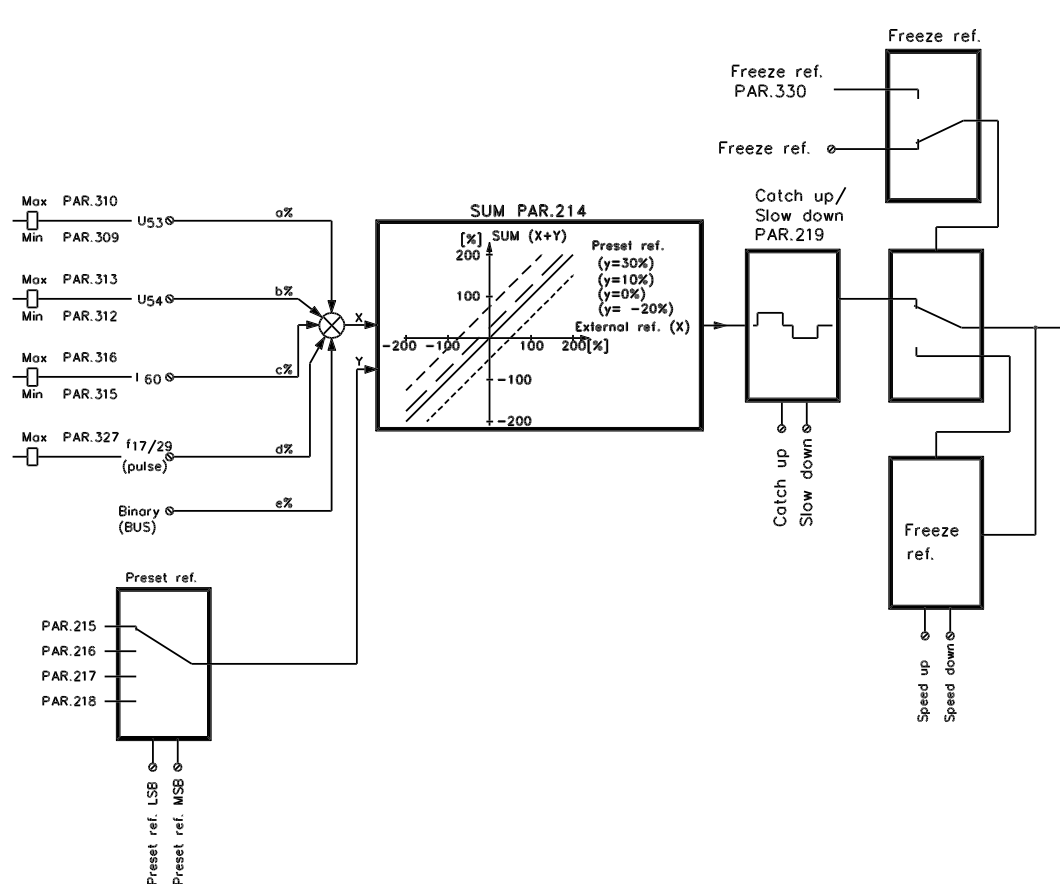 Freeze ref.
Freeze ref.
PAR.330
Freeze ref.
Max PAR.310
U53
a%
Min PAR.309
Max PAR.313
U54
b%
Min PAR.312
Max PAR.316
I 60
c%
Min PAR.315
Max PAR.327
f17/29
(pulse)
d%
Binary
(BUS)
e%
X
Y
SUM PAR.214
[%] SUM (X+Y)
200
100
-200 -100
100 200[%]
-100
-200
Preset ref.
(y=30%)
(y=10%)
(y=0%)
(y= -20%)
External ref. (X)
Catch up/
Slow down
PAR.219
Catch up
Slow down
Freeze
ref.
Speed up
Speed down
Preset ref.
PAR.215
PAR.216
PAR.217
PAR.218
Preset ref. LSB
Preset ref. MSB